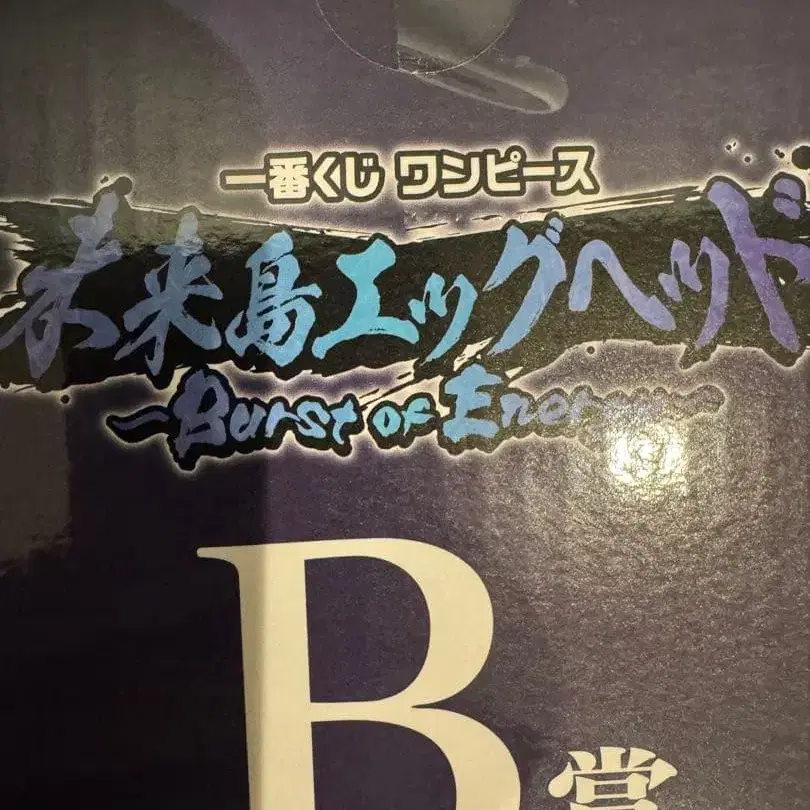 一番くじ ワンピース
未来島エッグヘッド
~Burst of
B賞